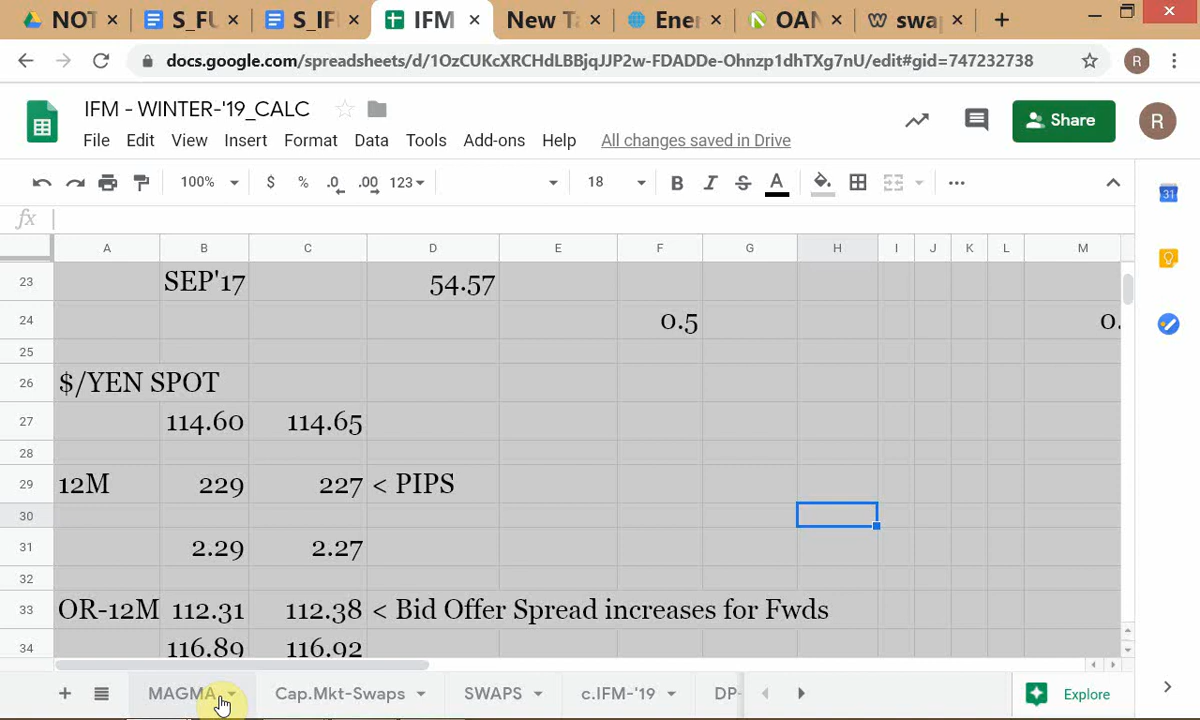 NOT S_FU S_IF IFM New Ta Ener OAN swap
docs.google.com/spreadsheets/d/1OzCUKcXRCHdLBBjqJJP2w-FDADDe-Ohnzp1dhTXg7nU/edit#gid=747232738 R
IFM - WINTER-'19_CALC
File Edit View Insert Format Data Tools Add-ons Help All changes saved in Drive Share R
100% $ % .0 .00 123 18 B I S A
fx 31
A B C D E F G H I J K L M
23 SEP'17 54.57
24 0.5 0.
25
26 $/YEN SPOT
27 114.60 114.65
28
29 12M 229 227 < PIPS
30
31 2.29 2.27
32
33 OR-12M 112.31 112.38 < Bid Offer Spread increases for Fwds
34 116.89 116.92
MAGMA Cap.Mkt-Swaps SWAPS c.IFM-'19 DP- Explore